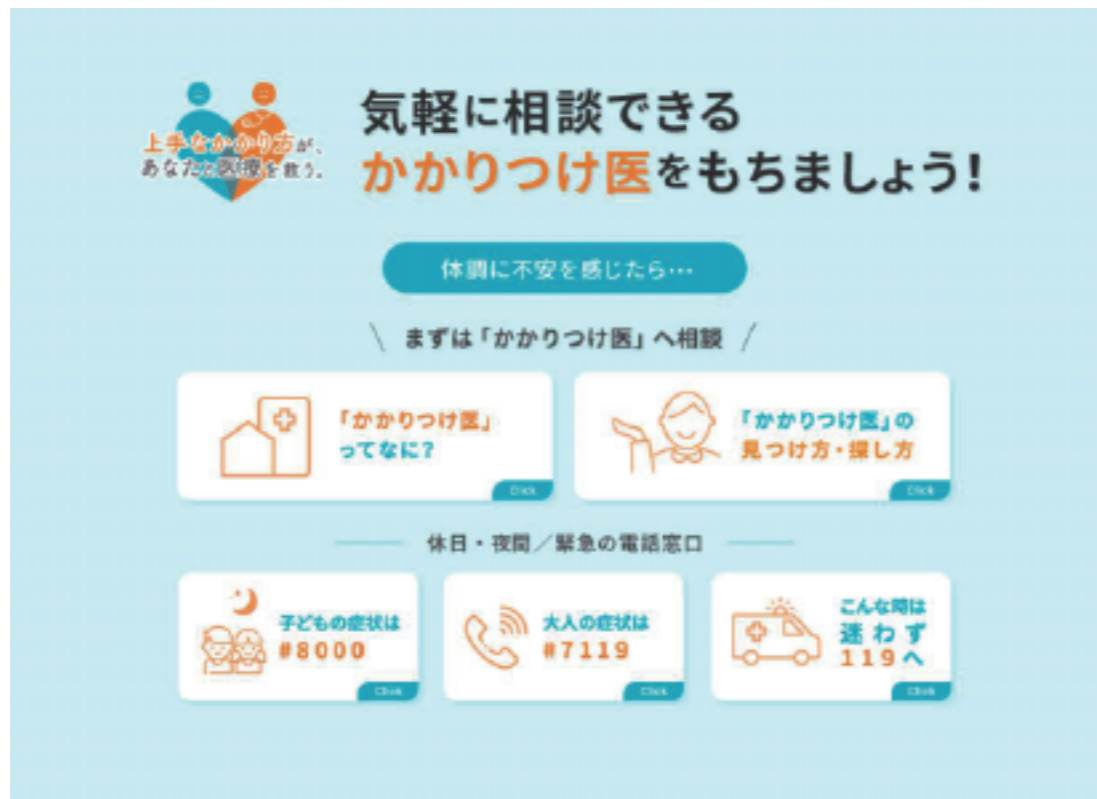 上手なかかり方が、
あなたと医療を救う。
気軽に相談できる
かかりつけ医をもちましょう!
体調に不安を感じたら…
まずは「かかりつけ医」へ相談
「かかりつけ医」
ってなに?
Click
「かかりつけ医」の
見つけ方・探し方
Click
休日・夜間/緊急の電話窓口
子どもの症状は
#8000
Click
大人の症状は
#7119
Click
こんな時は
迷わず
119へ
Click